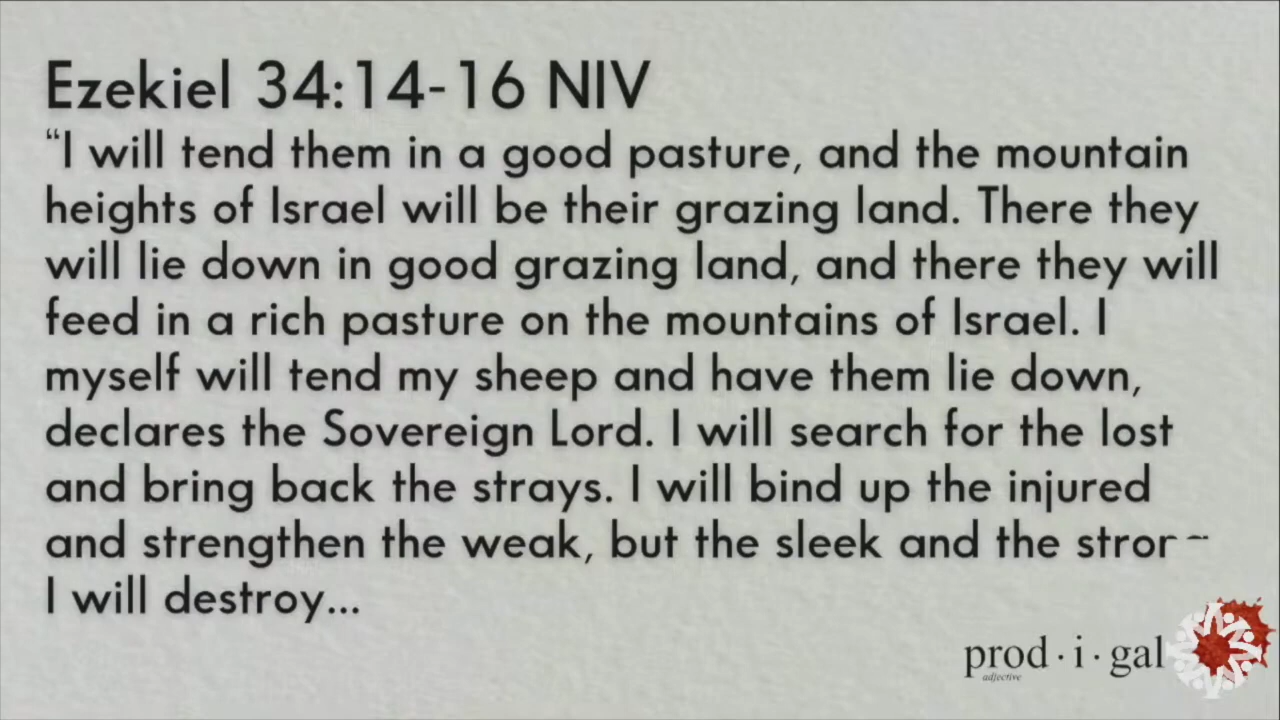 Ezekiel 34:14-16 NIV
“I will tend them in a good pasture, and the mountain
heights of Israel will be their grazing land. There they
will lie down in good grazing land, and there they will
feed in a rich pasture on the mountains of Israel. I
myself will tend my sheep and have them lie down,
declares the Sovereign Lord. I will search for the lost
and bring back the strays. I will bind up the injured
and strengthen the weak, but the sleek and the
I will destroy...
prod · i · gal
adjective